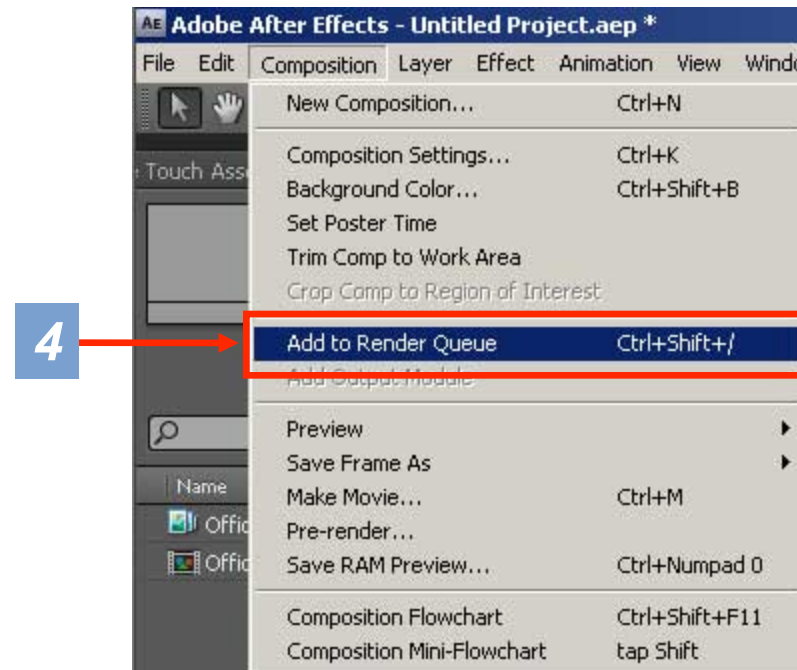 AE Adobe After Effects - Untitled Project.aep *
File Edit Composition Layer Effect Animation View
New Composition... Ctrl+N
Composition Settings... Ctrl+K
Touch
Background Color... Ctrl+Shift+B
Set Poster Time
Trim Comp to Work Area
Crop Comp to Region of Interest
4
Add to Render Queue Ctrl+Shift+/
Add Output Module
Preview
Save Frame As
Name
Make Movie... Ctrl+M
Pre-render...
Save RAM Preview... Ctrl+Numpad 0
Composition Flowchart Ctrl+Shift+F11
Composition Mini-Flowchart tap Shift